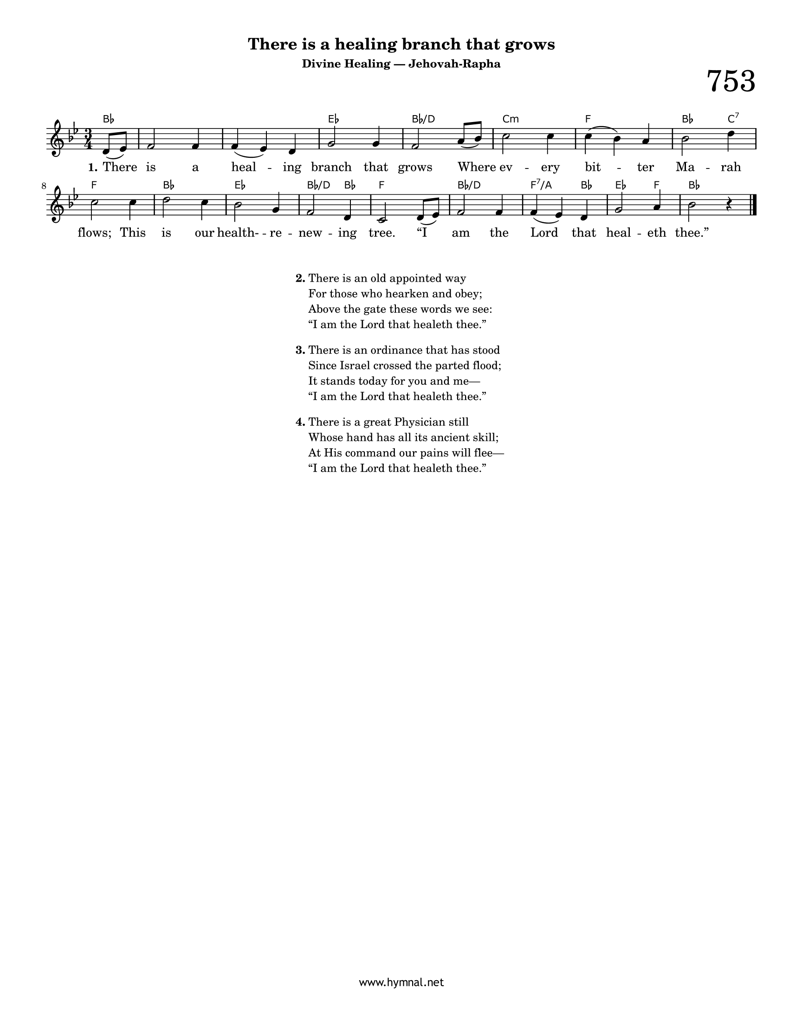 There is a healing branch that grows
Divine Healing — Jehovah-Rapha
753
B♭ E♭ B♭/D Cm F B♭ C7
3
4
1. There is a heal - ing branch that grows Where ev - ery bit - ter Ma - rah
8
F B♭ E♭ B♭/D B♭ F B♭/D F7/A B♭ E♭ F B♭
flows; This is our health- - re - new - ing tree. “I am the Lord that heal - eth thee.”
2. There is an old appointed way
For those who hearken and obey;
Above the gate these words we see:
“I am the Lord that healeth thee.”
3. There is an ordinance that has stood
Since Israel crossed the parted flood;
It stands today for you and me—
“I am the Lord that healeth thee.”
4. There is a great Physician still
Whose hand has all its ancient skill;
At His command our pains will flee—
“I am the Lord that healeth thee.”
www.hymnal.net